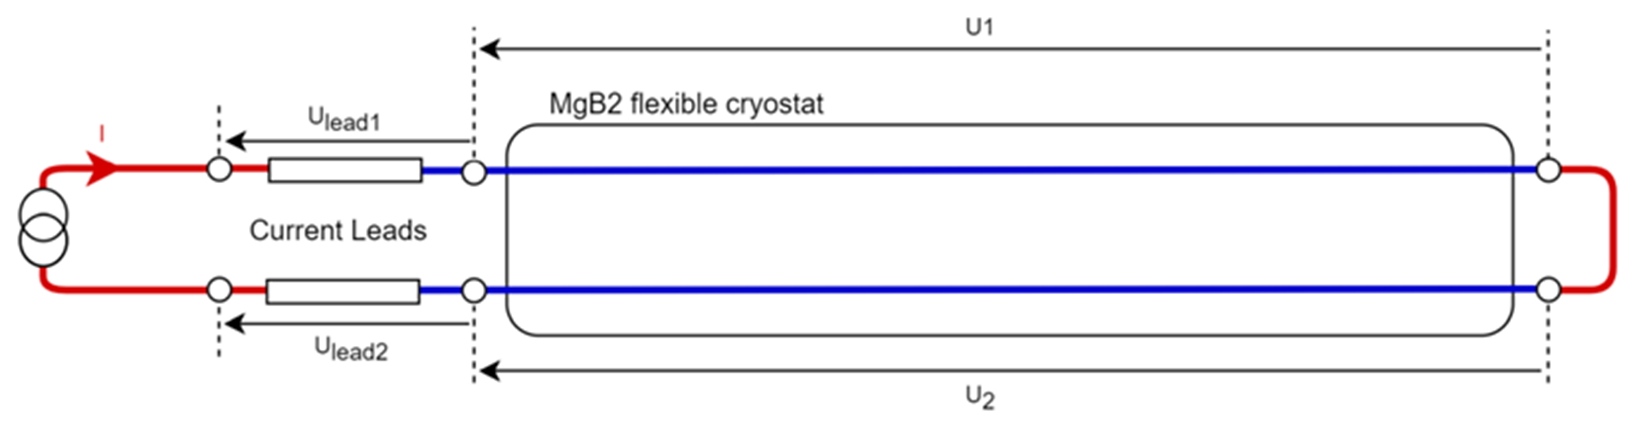 U1
MgB2 flexible cryostat
Ulead1
I
Current Leads
Ulead2
U2